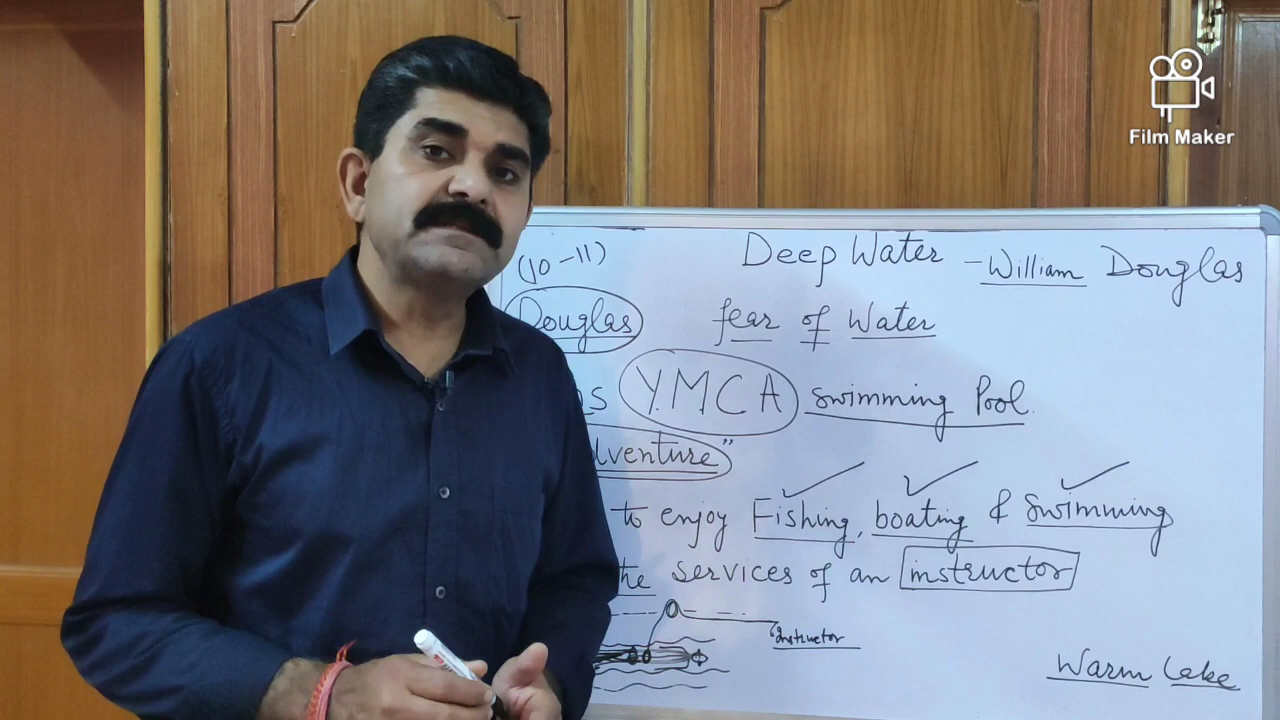 Film Maker
(10-11) Deep Water - William Douglas
Douglas fear of Water
Y.M.C.A swimming Pool.
dventure"
to enjoy Fishing, boating & Swimming
the services of an instructor
Instructor
Warm Lake